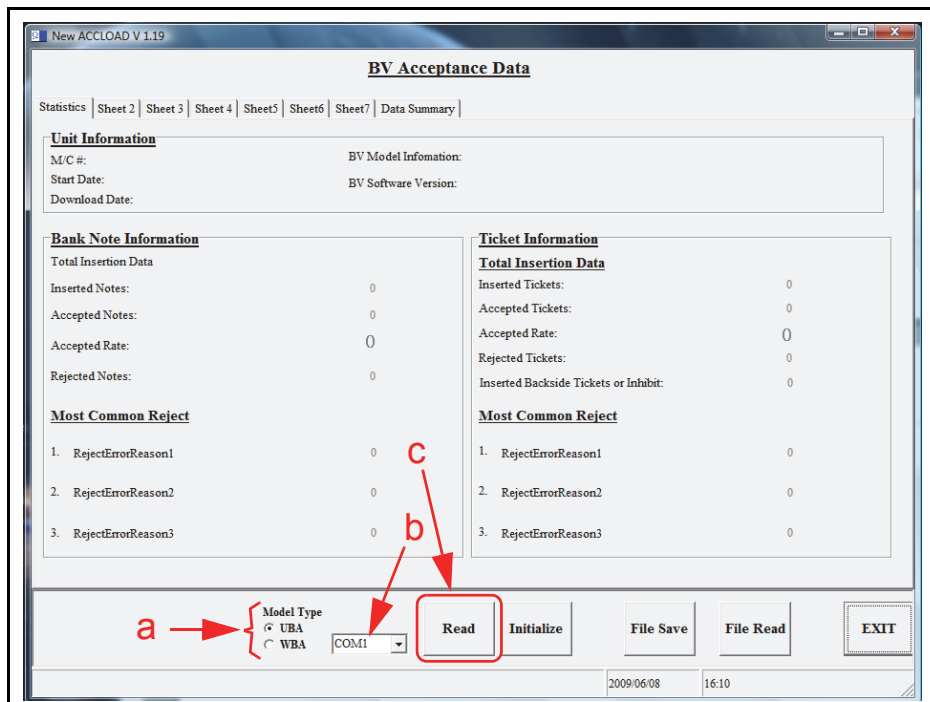 New ACCLOAD V 1.19
BV Acceptance Data
Statistics Sheet 2 Sheet 3 Sheet 4 Sheet5 Sheet6 Sheet7 Data Summary
Unit Information
M/C #:
BV Model Infomation:
Start Date:
BV Software Version:
Download Date:
Bank Note Information
Total Insertion Data
Inserted Notes: 0
Accepted Notes: 0
Accepted Rate: 0
Rejected Notes: 0
Most Common Reject
1. RejectErrorReason1 0
2. RejectErrorReason2 0
3. RejectErrorReason3 0
Ticket Information
Total Insertion Data
Inserted Tickets: 0
Accepted Tickets: 0
Accepted Rate: 0
Rejected Tickets: 0
Inserted Backside Tickets or Inhibit: 0
Most Common Reject
1. RejectErrorReason1 0
2. RejectErrorReason2 0
3. RejectErrorReason3 0
c
b
a
Model Type
UBA
WBA
COM1
Read
Initialize
File Save
File Read
EXIT
2009/06/08 16:10